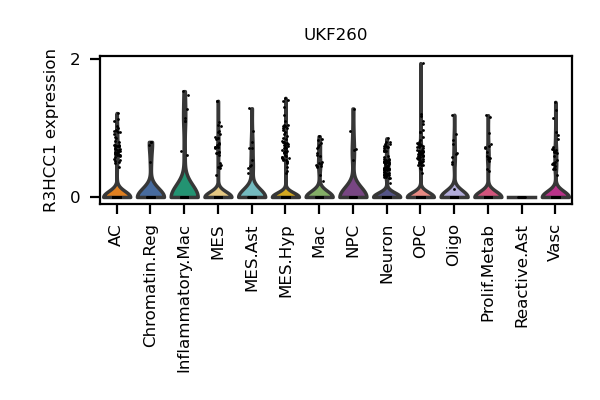 UKF260
R3HCC1 expression
2
0
AC
Chromatin.Reg
Inflammatory.Mac
MES
MES.Ast
MES.Hyp
Mac
NPC
Neuron
OPC
Oligo
Prolif.Metab
Reactive.Ast
Vasc